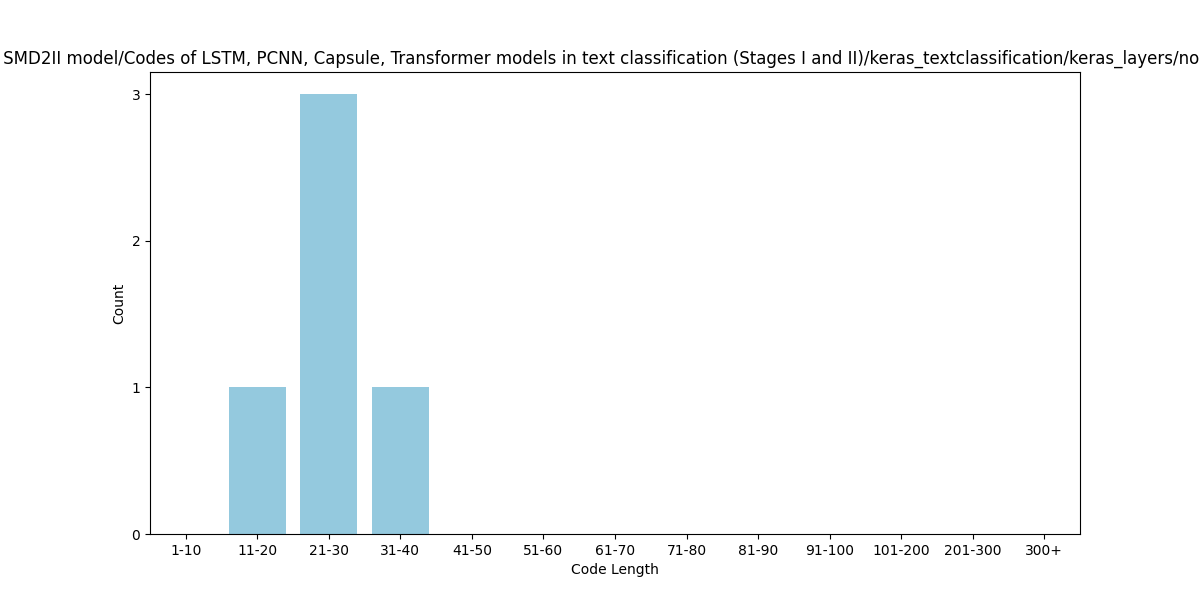 SMD2II model/Codes of LSTM, PCNN, Capsule, Transformer models in text classification (Stages I and II)/keras_textclassification/keras_layers/no
3
2
1
0
Count
1-10 11-20 21-30 31-40 41-50 51-60 61-70 71-80 81-90 91-100 101-200 201-300 300+
Code Length